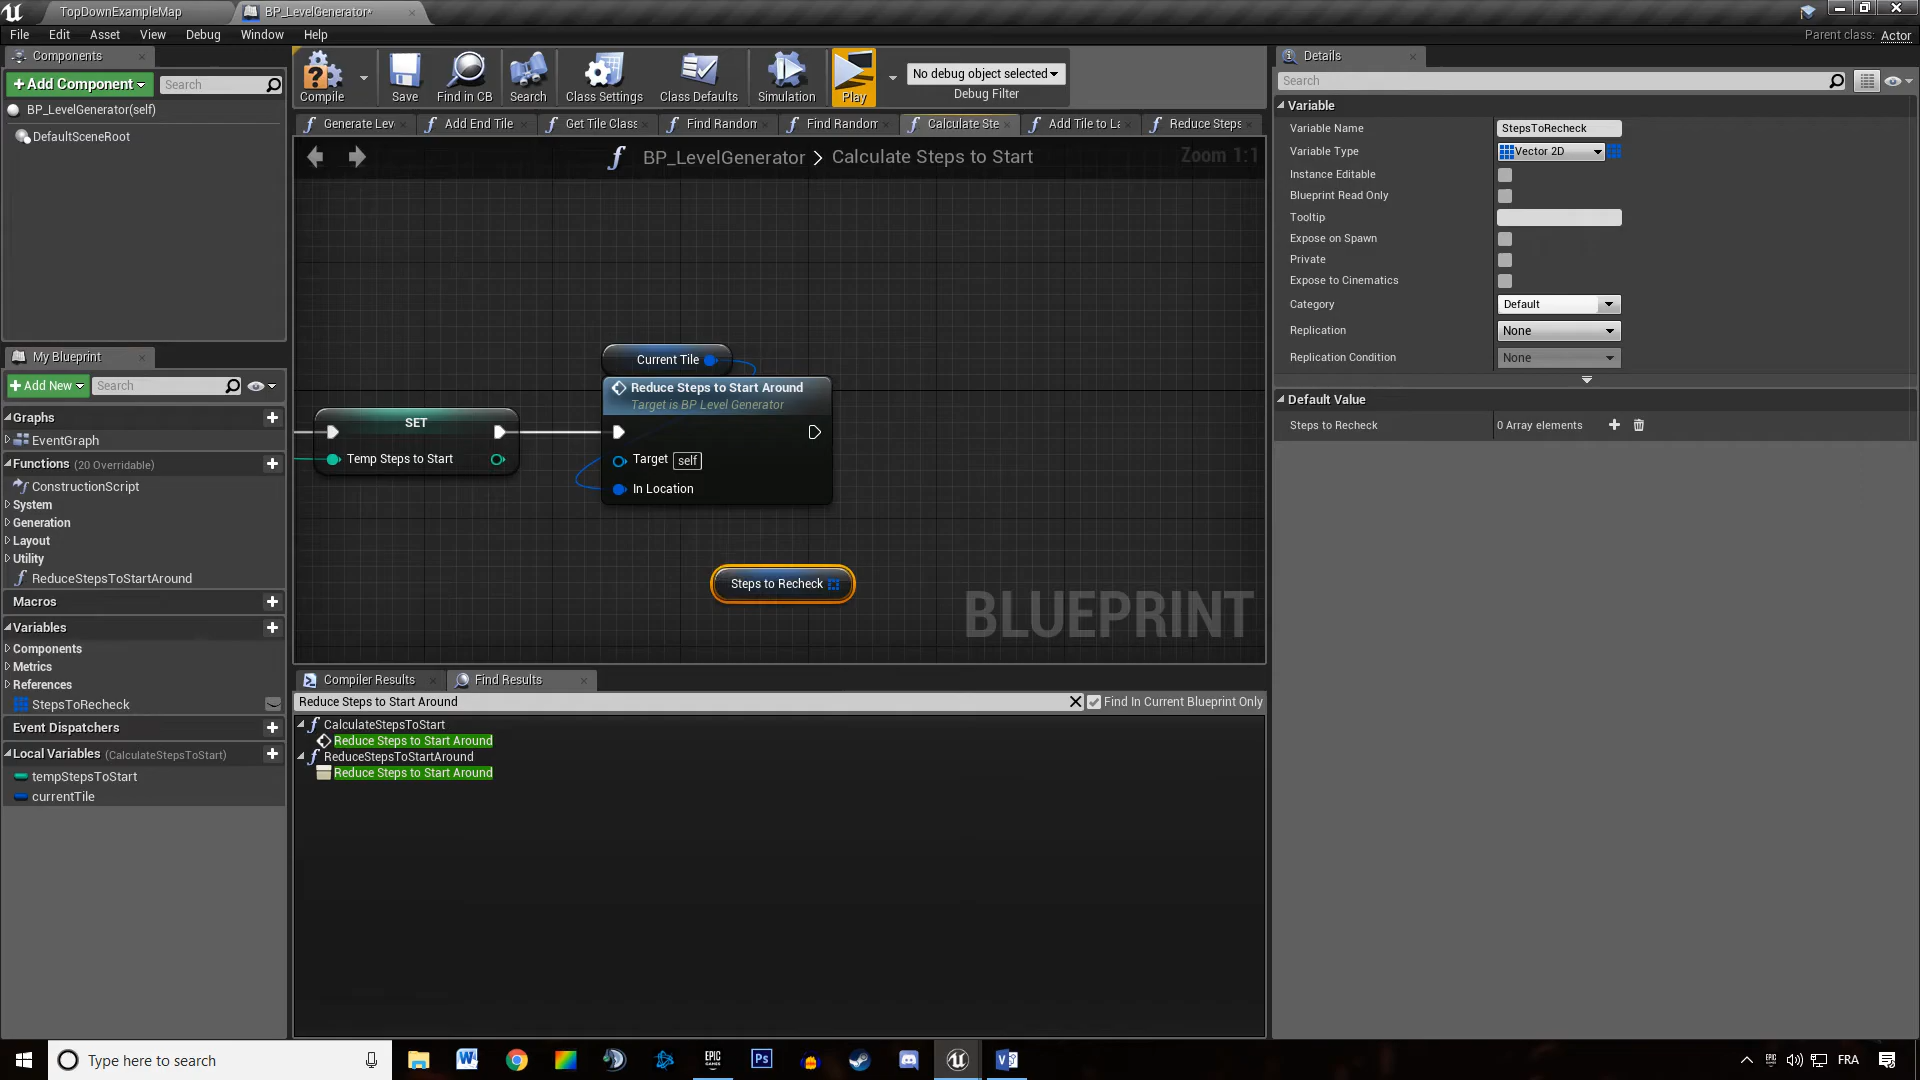 TopDownExampleMap
BP_LevelGenerator*
File Edit Asset View Debug Window Help
Parent class: Actor
Components
+ Add Component
Search
BP_LevelGenerator(self)
DefaultSceneRoot
Compile
Save
Find in CB
Search
Class Settings
Class Defaults
Simulation
Play
No debug object selected
Debug Filter
Generate Lev
Add End Tile
Get Tile Class
Find Random
Find Random
Calculate Ste
Add Tile to La
Reduce Steps
BP_LevelGenerator > Calculate Steps to Start
Zoom 1:1
Current Tile
Reduce Steps to Start Around
Target is BP Level Generator
SET
Temp Steps to Start
Target self
In Location
Steps to Recheck
BLUEPRINT
My Blueprint
+ Add New
Search
Graphs
EventGraph
Functions (20 Overridable)
ConstructionScript
System
Generation
Layout
Utility
ReduceStepsToStartAround
Macros
Variables
Components
Metrics
References
StepsToRecheck
Event Dispatchers
Local Variables (CalculateStepsToStart)
tempStepsToStart
currentTile
Compiler Results
Find Results
Reduce Steps to Start Around
Find In Current Blueprint Only
CalculateStepsToStart
Reduce Steps to Start Around
ReduceStepsToStartAround
Reduce Steps to Start Around
Details
Search
Variable
Variable Name StepsToRecheck
Variable Type Vector 2D
Instance Editable
Blueprint Read Only
Tooltip
Expose on Spawn
Private
Expose to Cinematics
Category Default
Replication None
Replication Condition None
Default Value
Steps to Recheck 0 Array elements
Type here to search
EPIC GAMES
Ps
FRA